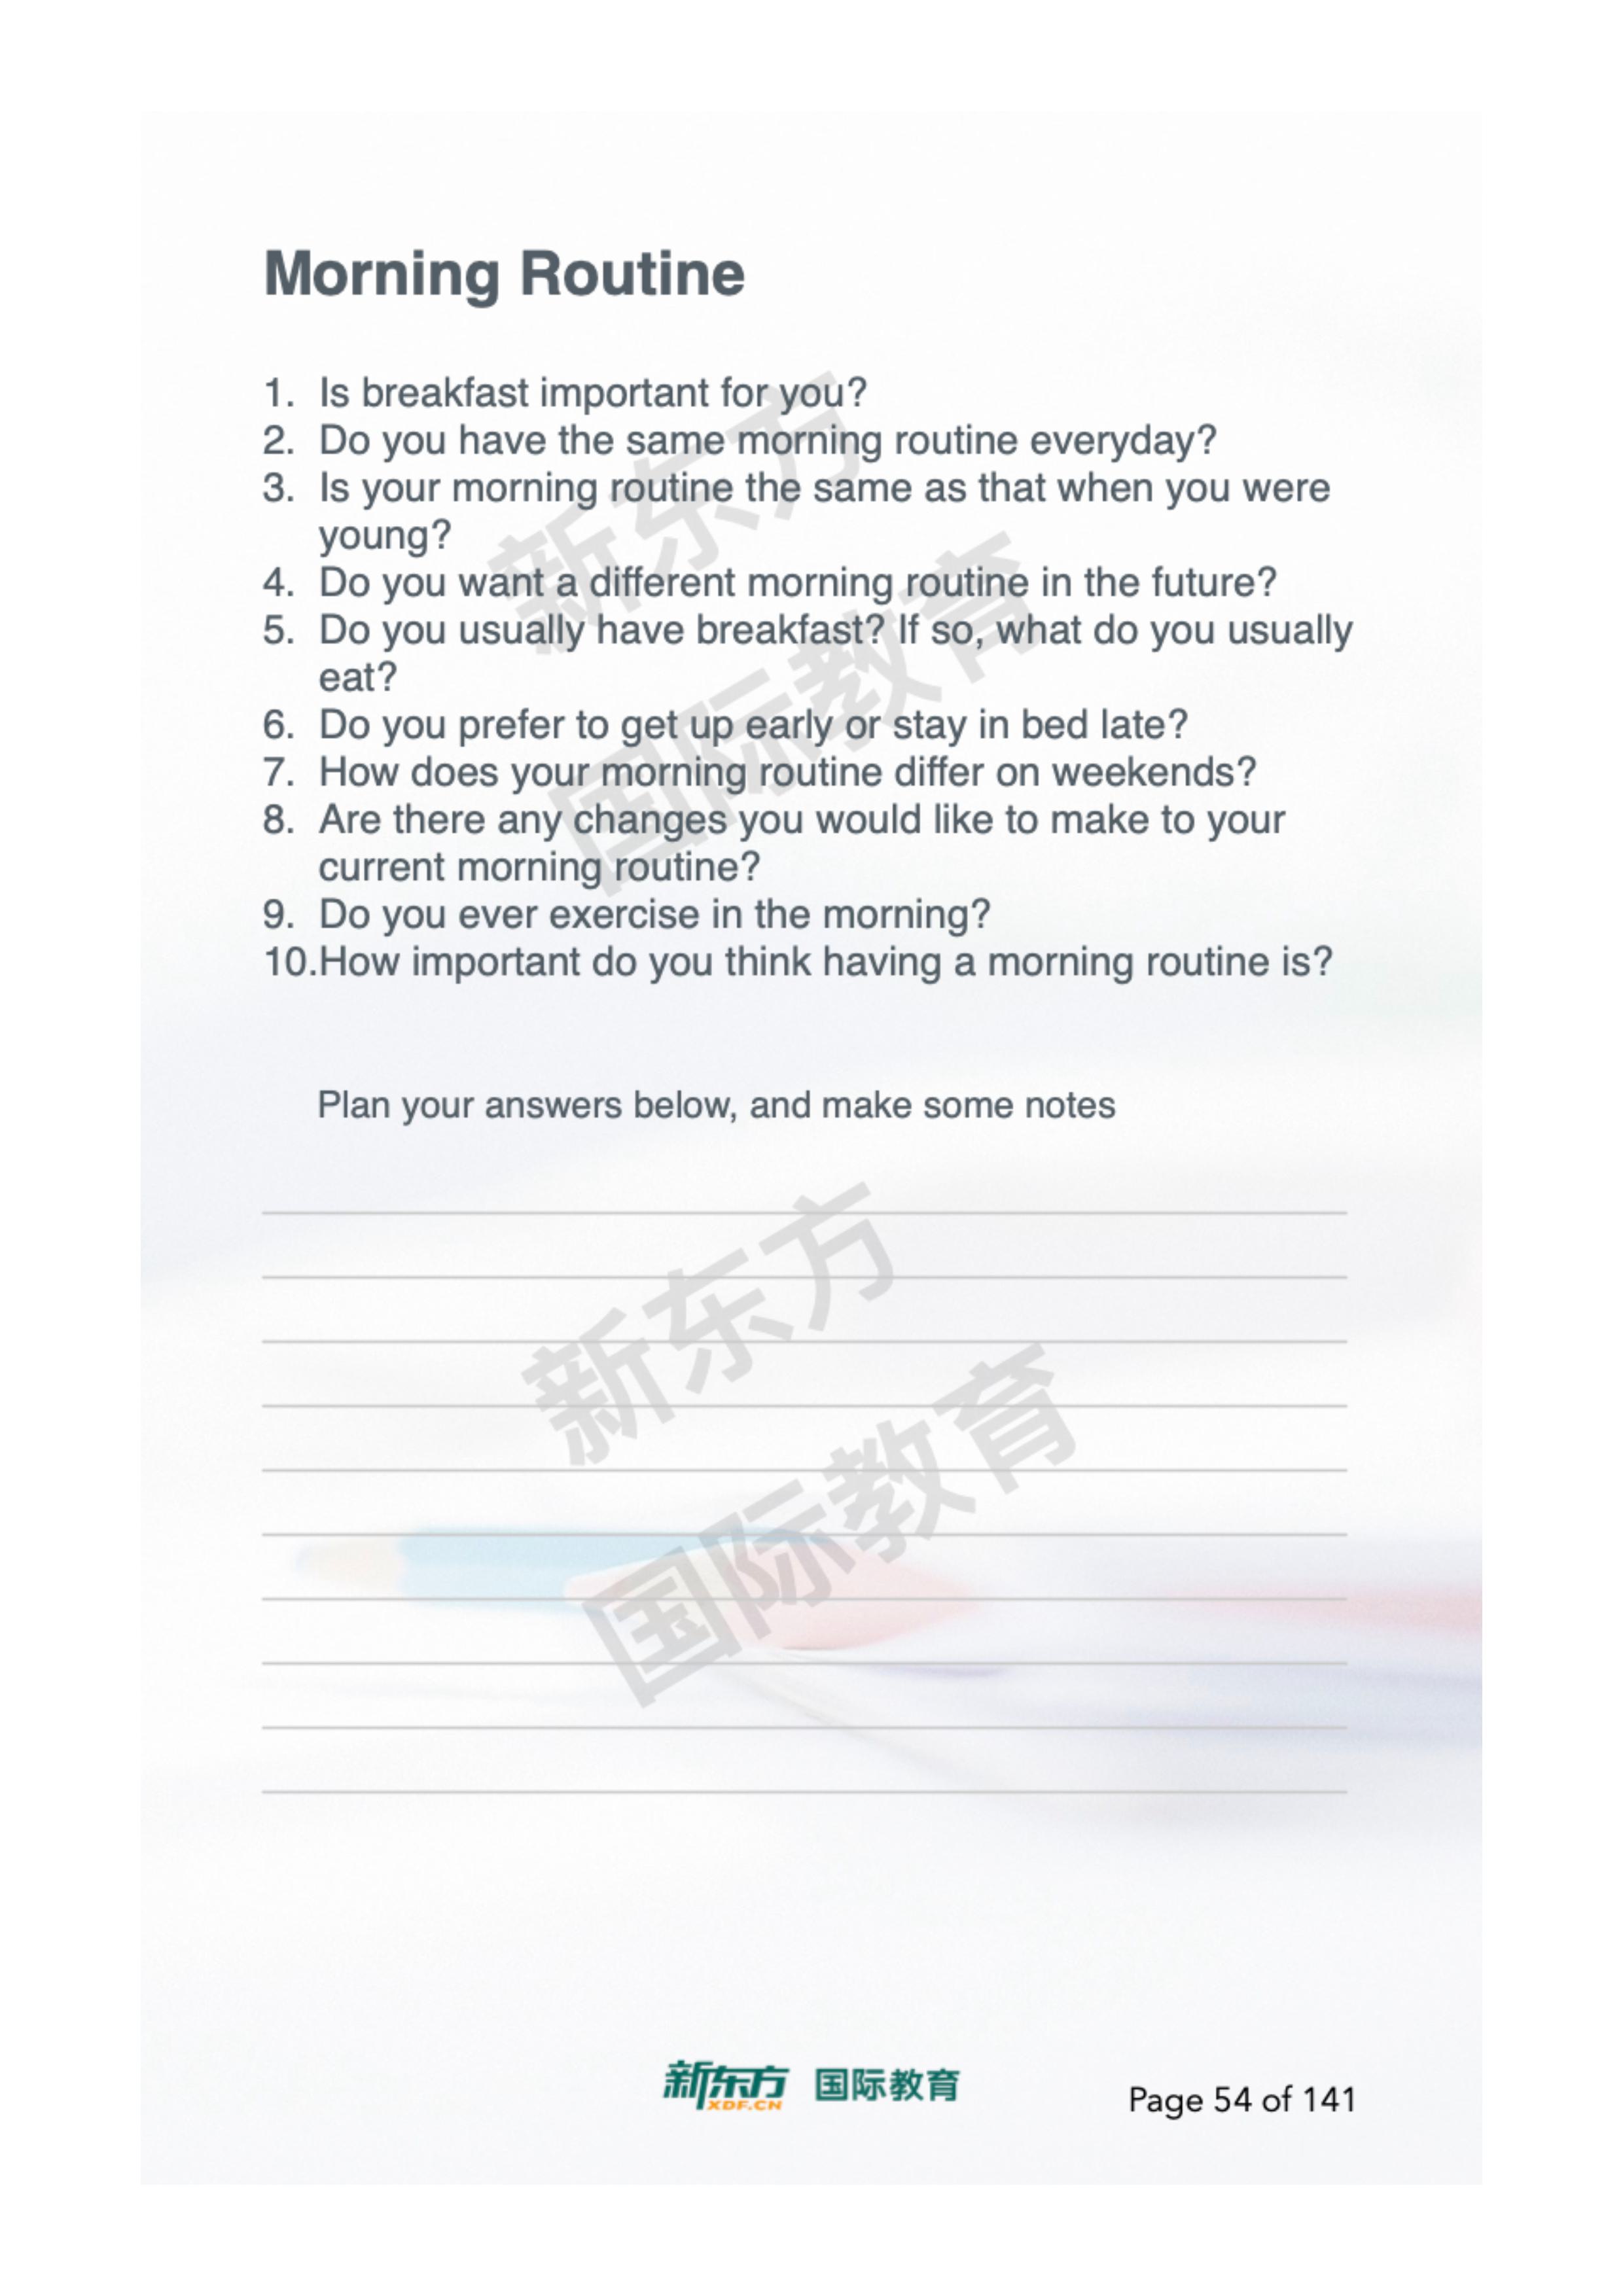 Morning Routine
1. Is breakfast important for you?
2. Do you have the same morning routine everyday?
3. Is your morning routine the same as that when you were
young?
4. Do you want a different morning routine in the future?
5. Do you usually have breakfast? If so, what do you usually
eat?
6. Do you prefer to get up early or stay in bed late?
7. How does your morning routine differ on weekends?
8. Are there any changes you would like to make to your
current morning routine?
9. Do you ever exercise in the morning?
10.How important do you think having a morning routine is?
新东方
国际教育
Plan your answers below, and make some notes
新东方
国际教育
新东方 国际教育
XDF.CN
Page 54 of 141